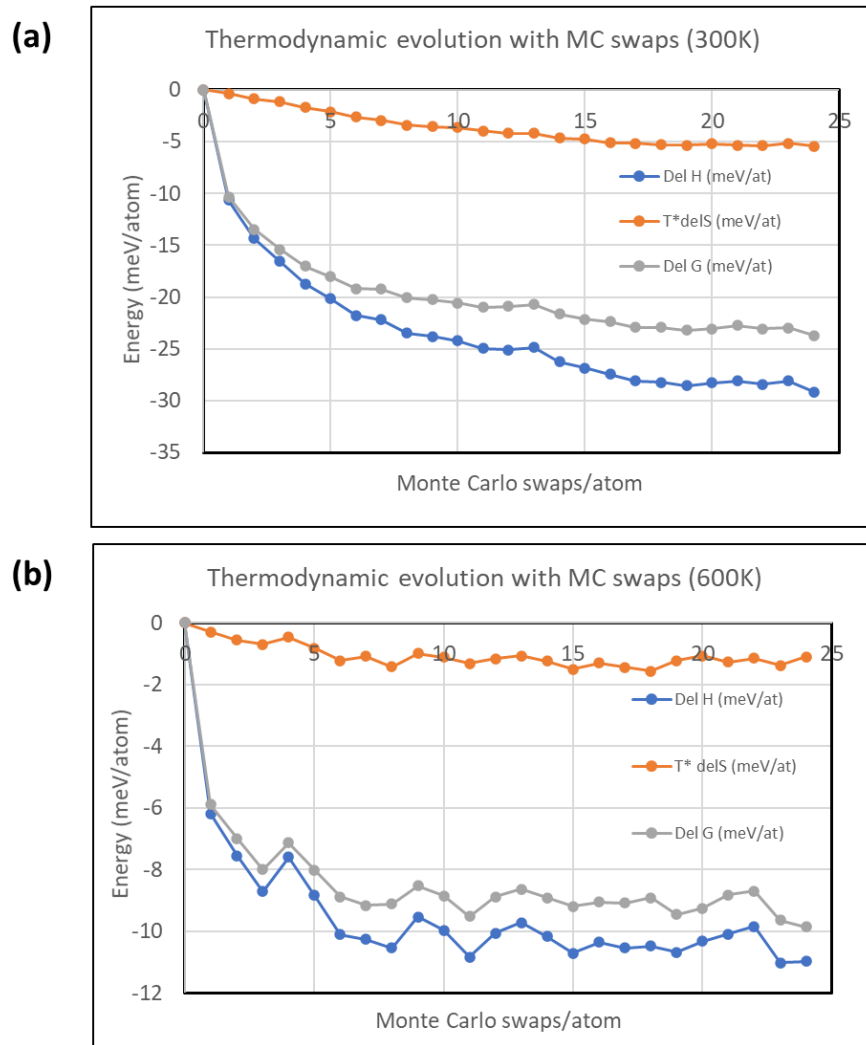 (a)
Thermodynamic evolution with MC swaps (300K)
0
0 5 10 15 20 25
-5
-10
-15
-20
-25
-30
-35
Energy (meV/atom)
Del H (meV/at)
T*delS (meV/at)
Del G (meV/at)
Monte Carlo swaps/atom
(b)
Thermodynamic evolution with MC swaps (600K)
0
0 5 10 15 20 25
-2
-4
-6
-8
-10
-12
Energy (meV/atom)
Del H (meV/at)
T* delS (meV/at)
Del G (meV/at)
Monte Carlo swaps/atom